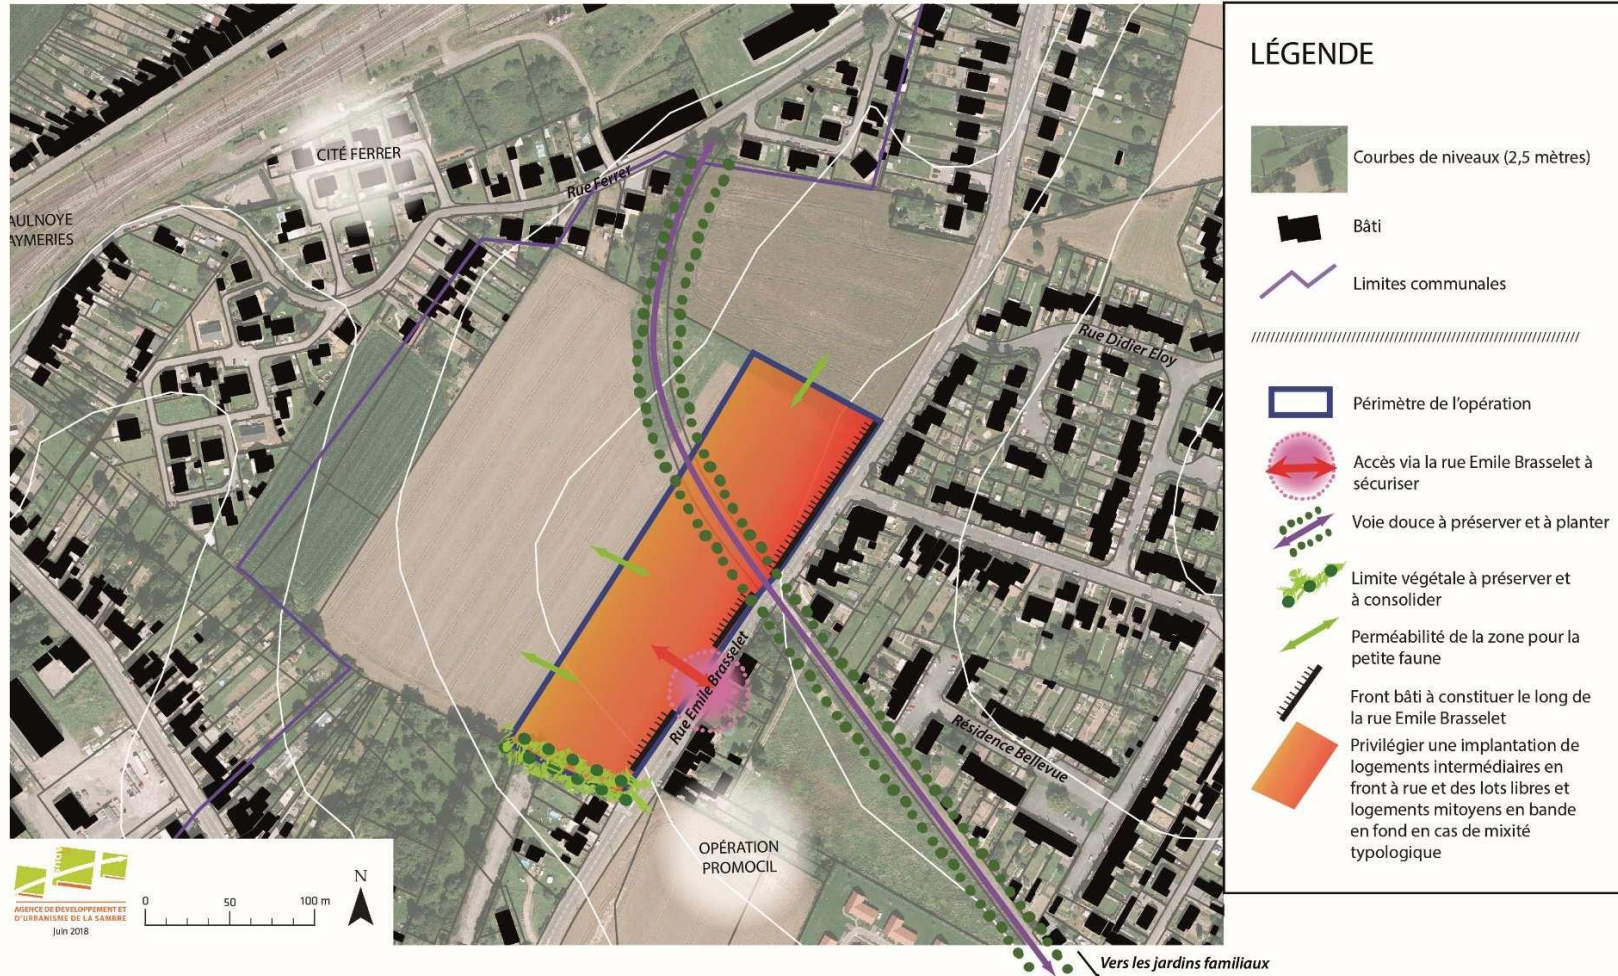 CITÉ FERRER
Rue Ferrer
AULNOYE
AYMERIES
Rue Didier Eloy
Rue Emile Brasselet
Résidence Bellevue
OPÉRATION
PROMOCIL
Vers les jardins familiaux
AGENCE DE DÉVELOPPEMENT ET
D'URBANISME DE LA SAMBRE
Juin 2018
0 50 100 m
N
LÉGENDE
Courbes de niveaux (2,5 mètres)
Bâti
Limites communales
Périmètre de l'opération
Accès via la rue Emile Brasselet à
sécuriser
Voie douce à préserver et à planter
Limite végétale à préserver et
à consolider
Perméabilité de la zone pour la
petite faune
Front bâti à constituer le long de
la rue Emile Brasselet
Privilégier une implantation de
logements intermédiaires en
front à rue et des lots libres et
logements mitoyens en bande
en fond en cas de mixité
typologique